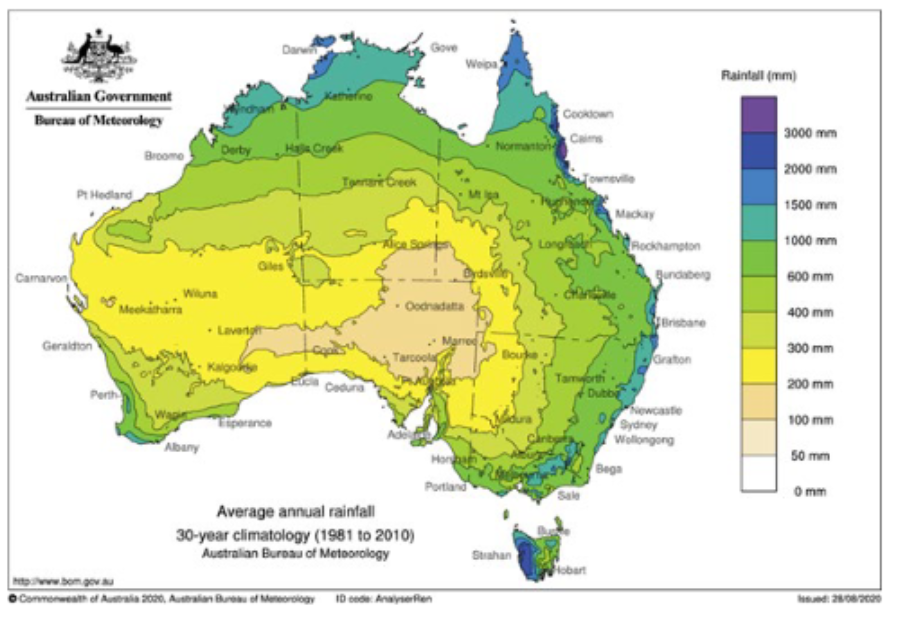 Australian Government
Bureau of Meteorology
Darwin
Gove
Weipa
Wyndham
Katherine
Cooktown
Cairns
Broome
Derby
Halls Creek
Normanton
Townsville
Pt Hedland
Tennant Creek
Mt Isa
Hughenden
Mackay
Alice Springs
Longreach
Rockhampton
Carnarvon
Giles
Birdsville
Bundaberg
Wiluna
Meekatharra
Oodnadatta
Charleville
Laverton
Brisbane
Geraldton
Kalgoorlie
Cook
Marree
Tarcoola
Bourke
Grafton
Perth
Eucla
Ceduna
Pt Augusta
Tamworth
Dubbo
Wagin
Esperance
Mildura
Newcastle
Sydney
Albany
Adelaide
Canberra
Wollongong
Horsham
Albury
Melbourne
Bega
Portland
Sale
Strahan
Burnie
Hobart
Rainfall (mm)
3000 mm
2000 mm
1500 mm
1000 mm
600 mm
400 mm
300 mm
200 mm
100 mm
50 mm
0 mm
Average annual rainfall
30-year climatology (1981 to 2010)
Australian Bureau of Meteorology
http://www.bom.gov.au
© Commonwealth of Australia 2020, Australian Bureau of Meteorology
ID code: AnalyserRen
Issued: 28/08/2020